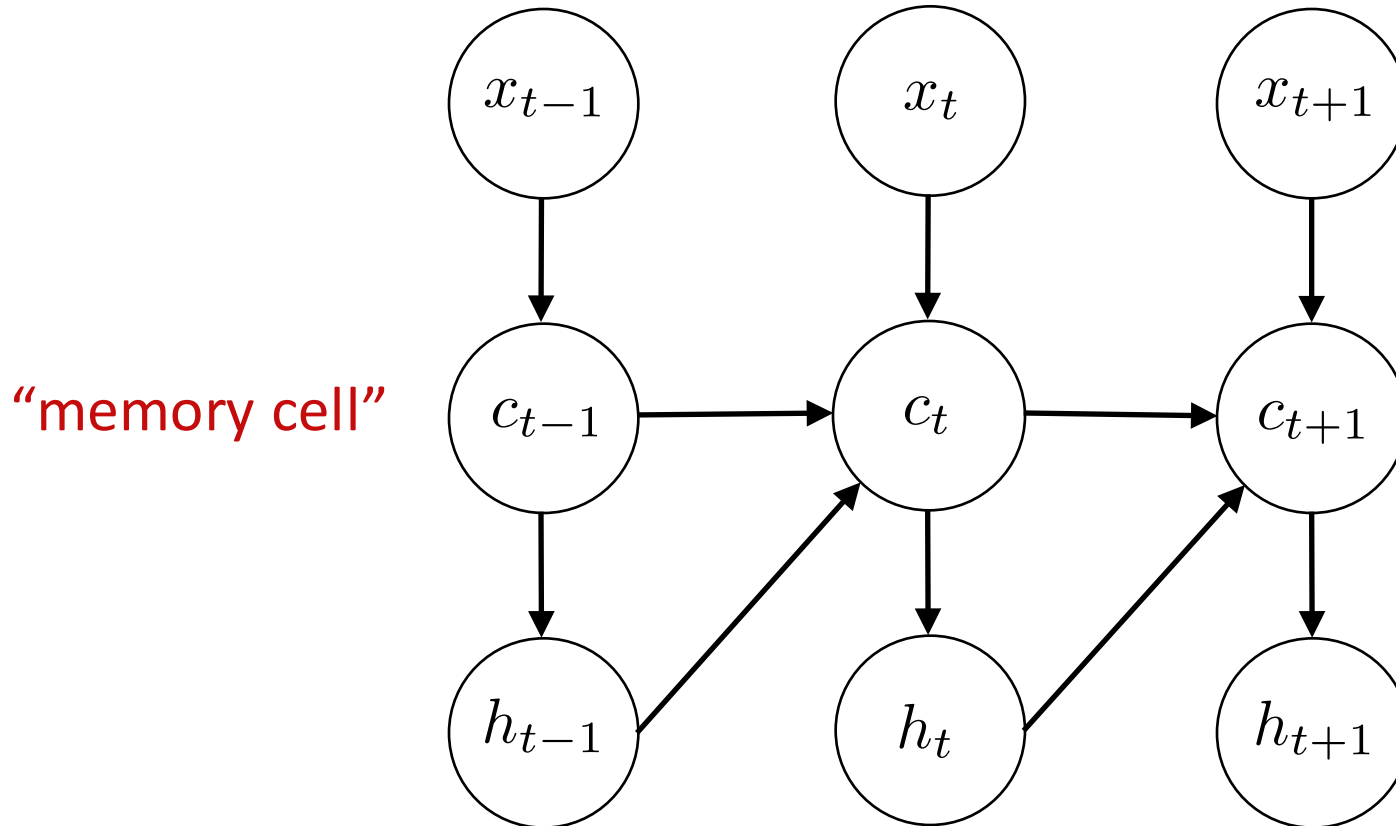 x_{t−1} x_t x_{t+1}
“memory cell” c_{t−1} c_t c_{t+1}
h_{t−1} h_t h_{t+1}